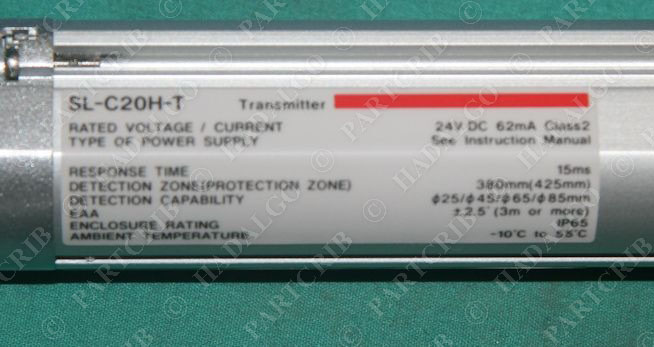 SL-C20H-T Transmitter
RATED VOLTAGE / CURRENT 24V DC 62mA Class2
TYPE OF POWER SUPPLY See Instruction Manual
RESPONSE TIME 15ms
DETECTION ZONE(PROTECTION ZONE) 380mm(425mm)
DETECTION CAPABILITY ϕ25/ϕ45/ϕ65/ϕ85mm
EAA ±2.5° (3m or more)
ENCLOSURE RATING IP65
AMBIENT TEMPERATURE -10°C to 55°C
© PARTCRIB © HADALGO